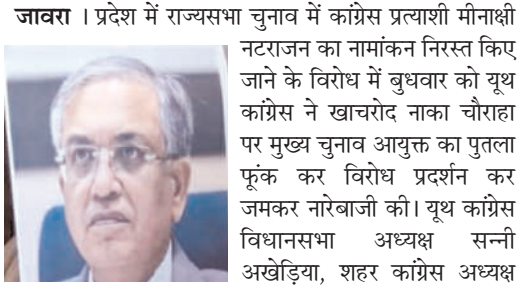 जावरा । प्रदेश में राज्यसभा चुनाव में कांग्रेस प्रत्याशी मीनाक्षी
नटराजन का नामांकन निरस्त किए
जाने के विरोध में बुधवार को यूथ
कांग्रेस ने खाचरोद नाका चौराहा
पर मुख्य चुनाव आयुक्त का पुतला
फूंक कर विरोध प्रदर्शन कर
जमकर नारेबाजी की। यूथ कांग्रेस
विधानसभा अध्यक्ष सन्नी
अखेड़िया, शहर कांग्रेस अध्यक्ष